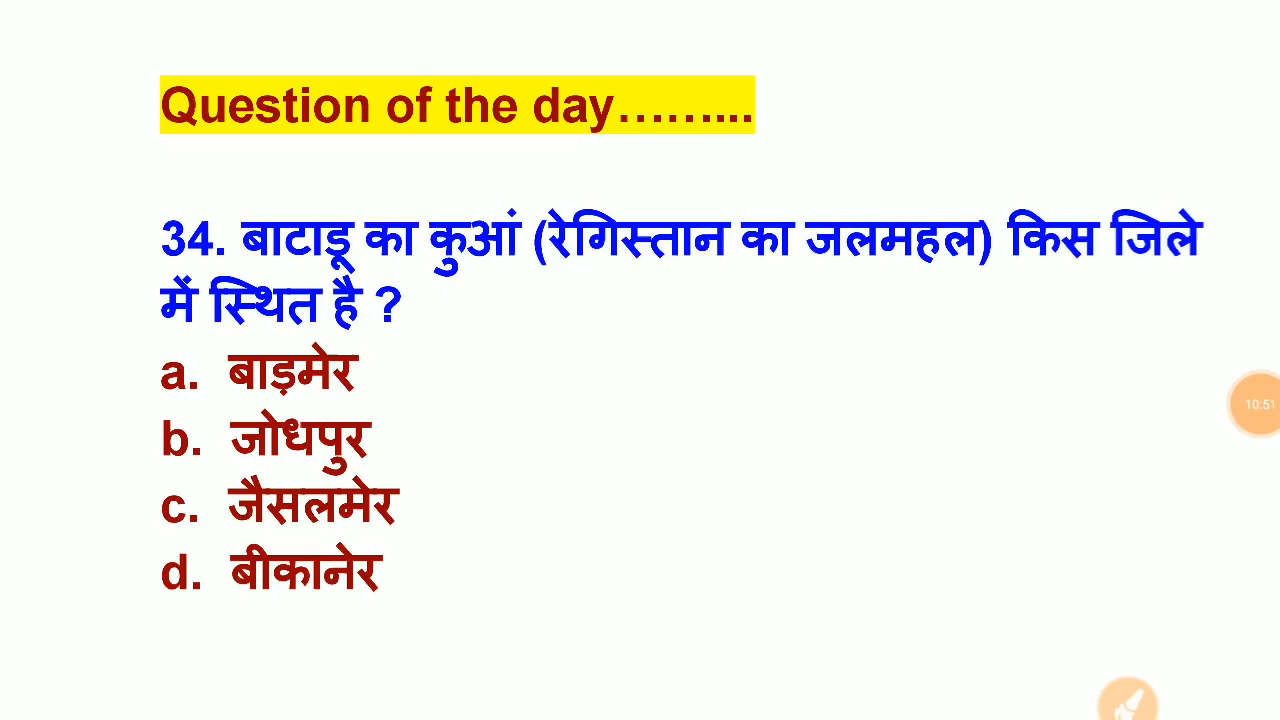 Question of the day……...
34. बाटाडू का कुआं (रेगिस्तान का जलमहल) किस जिले
में स्थित है ?
a. बाड़मेर
b. जोधपुर
c. जैसलमेर
d. बीकानेर
10:51